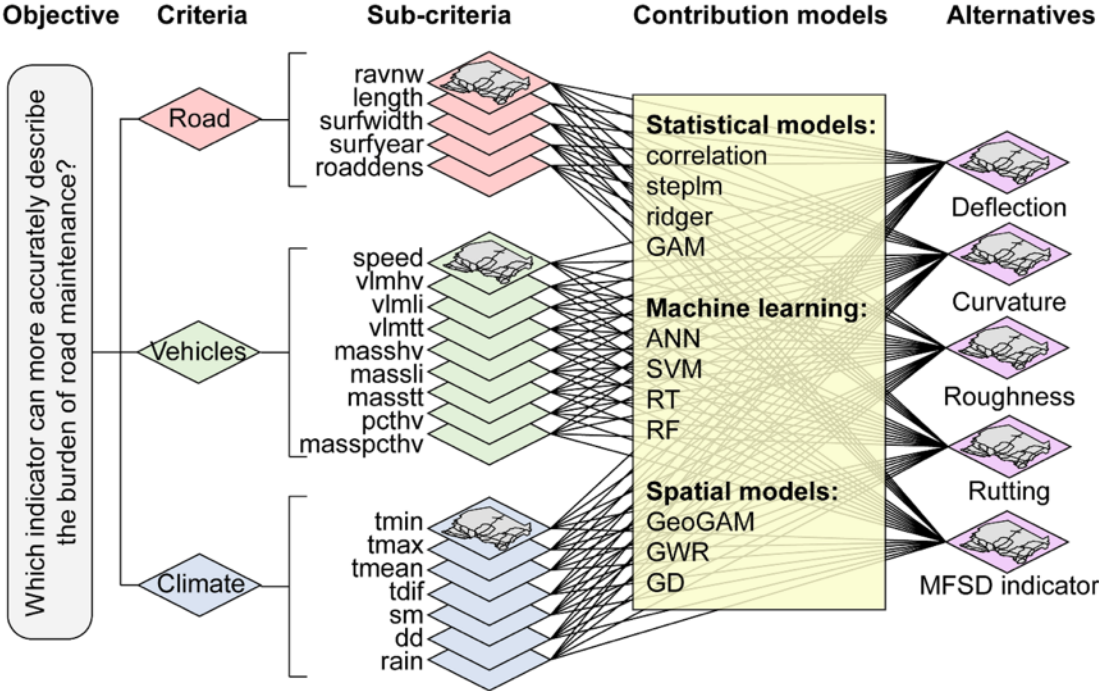 Objective
Criteria
Sub-criteria
Contribution models
Alternatives
Which indicator can more accurately describe
the burden of road maintenance?
Road
Vehicles
Climate
ravnw
length
surfwidth
surfyear
roaddens
speed
vlmhv
vlmli
vlmtt
masshv
massli
masstt
pcthv
masspcthv
tmin
tmax
tmean
tdif
sm
dd
rain
Statistical models:
correlation
steplm
ridger
GAM
Machine learning:
ANN
SVM
RT
RF
Spatial models:
GeoGAM
GWR
GD
Deflection
Curvature
Roughness
Rutting
MFSD indicator